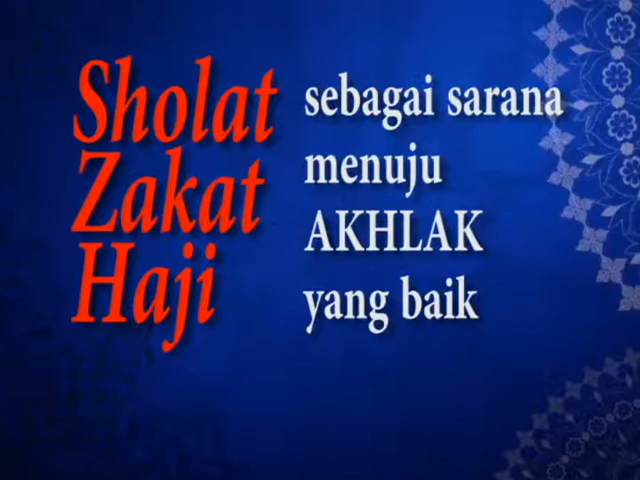 Sholat
Zakat
Haji
sebagai sarana
menuju
AKHLAK
yang baik